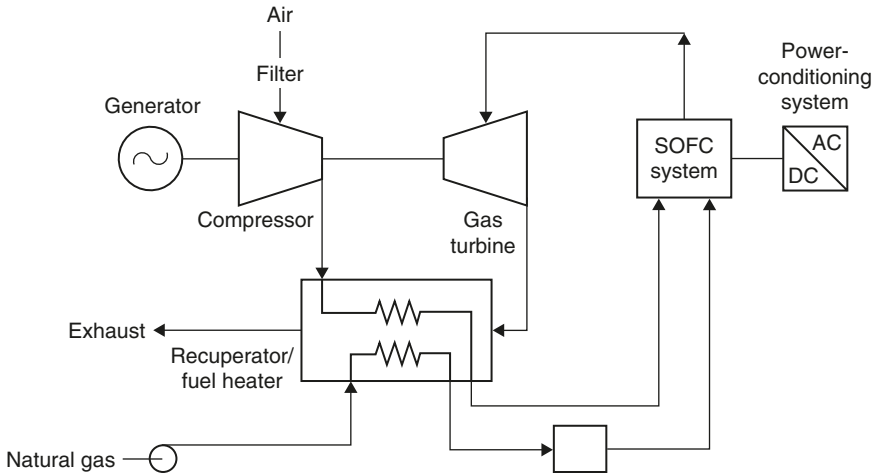 Air
Filter
Generator
Compressor
Gas
turbine
SOFC
system
Power-
conditioning
system
AC
DC
Exhaust
Recuperator/
fuel heater
Natural gas